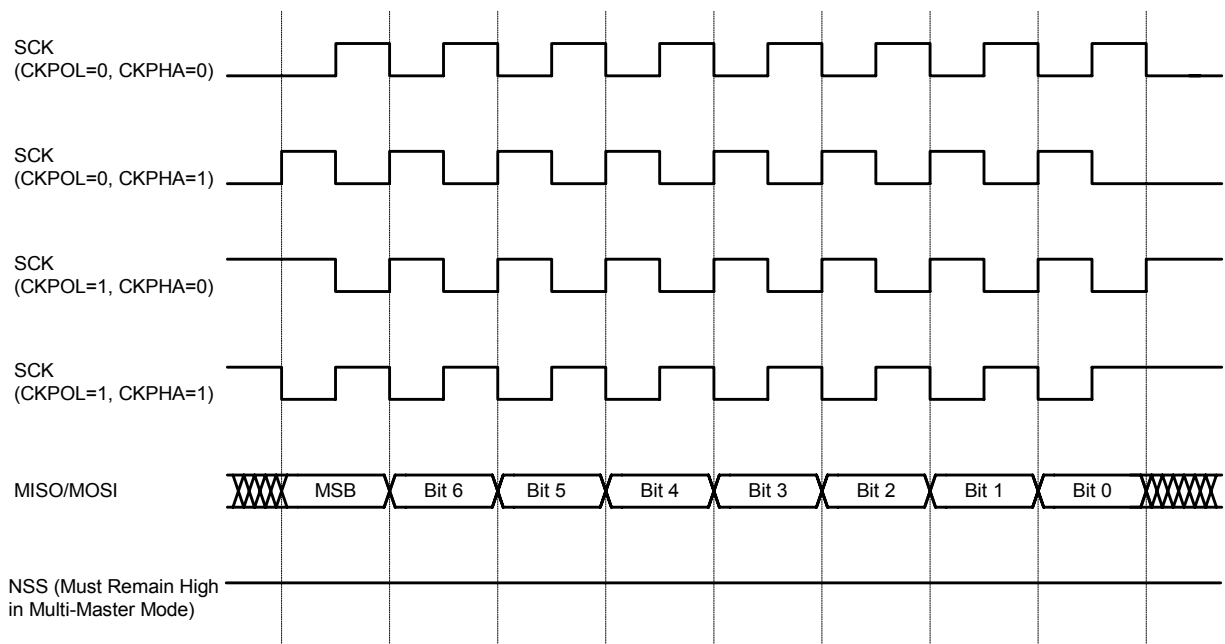 SCK
(CKPOL=0, CKPHA=0)
SCK
(CKPOL=0, CKPHA=1)
SCK
(CKPOL=1, CKPHA=0)
SCK
(CKPOL=1, CKPHA=1)
MISO/MOSI MSB Bit 6 Bit 5 Bit 4 Bit 3 Bit 2 Bit 1 Bit 0
NSS (Must Remain High
in Multi-Master Mode)